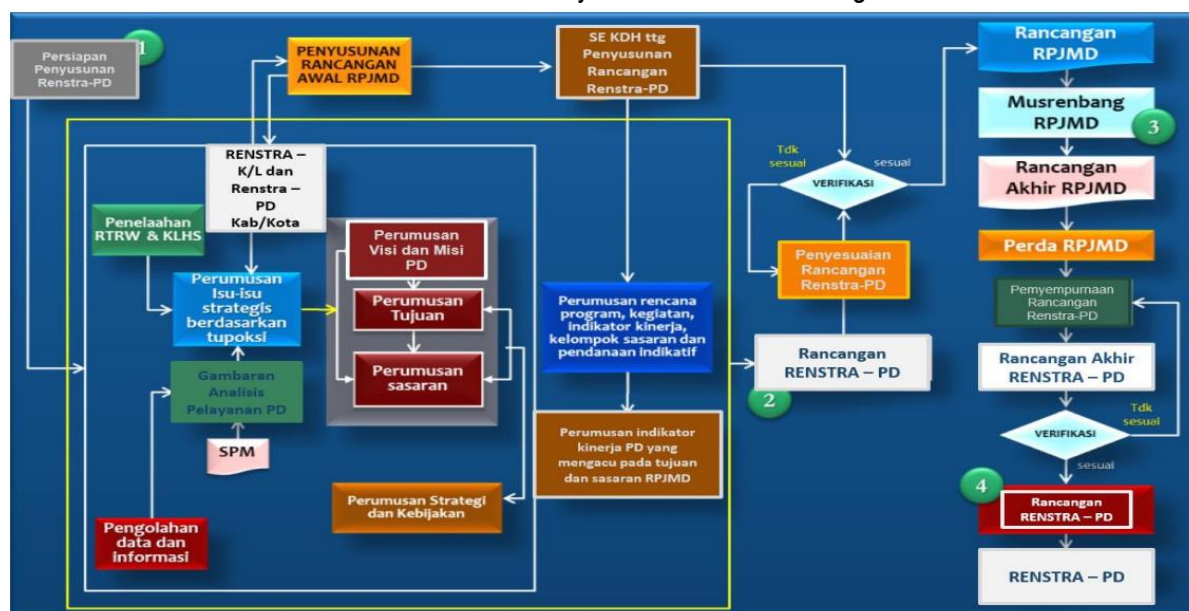 Persiapan
Penyusunan
Renstra-PD
1
PENYUSUNAN
RANCANGAN
AWAL RPJMD
SE KDH ttg
Penyusunan
Rancangan
Renstra-PD
Rancangan
RPJMD
Musrenbang
RPJMD
3
Rancangan
Akhir RPJMD
Perda RPJMD
Pemyempurnaan
Rancangan
Renstra-PD
Rancangan Akhir
RENSTRA – PD
Tdk
sesual
VERIFIKASI
sesual
4
Rancangan
RENSTRA – PD
RENSTRA – PD
Tdk
sesual
sesual
VERIFIKASI
Penyesuaian
Rancangan
Renstra-PD
Rancangan
RENSTRA – PD
2
RENSTRA –
K/L dan
Renstra –
PD
Kab/Kota
Penelaahan
RTRW & KLHS
Perumusan
Isu-isu
strategis
berdasarkan
tupoksi
Gambaran
Analisis
Pelayanan PD
SPM
Pengolahan
data dan
informasi
Perumusan
Visi dan Misi
PD
Perumusan
Tujuan
Perumusan
sasaran
Perumusan Strategi
dan Kebijakan
Perumusan rencana
program, kegiatan,
indikator kinerja,
kelompok sasaran dan
pendanaan indikatif
Perumusan indikator
kinerja PD yang
mengacu pada tujuan
dan sasaran RPJMD